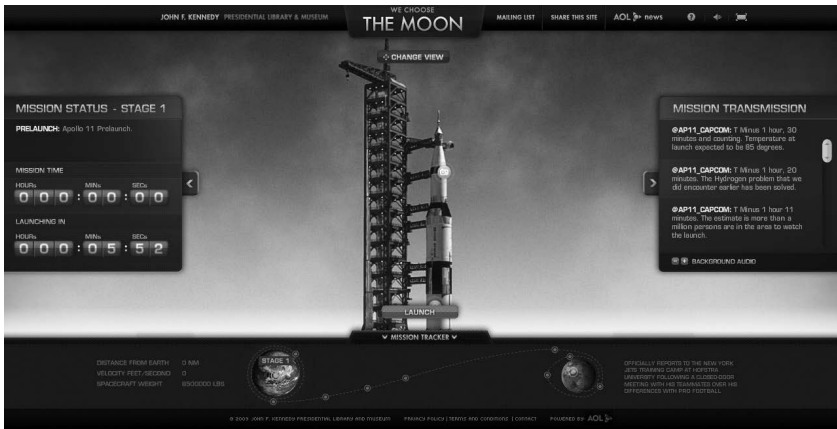 JOHN F. KENNEDY PRESIDENTIAL LIBRARY & MUSEUM
WE CHOOSE
THE MOON
MAILING LIST
SHARE THIS SITE
AOL news
?
CHANGE VIEW
MISSION STATUS - STAGE 1
PRELAUNCH: Apollo 11 Prelaunch.
MISSION TIME
HOURs MINs SECs
0 0 0 : 0 0 : 0 0
LAUNCHING IN
HOURs MINs SECs
0 0 0 : 0 5 : 5 2
MISSION TRANSMISSION
@AP11_CAPCOM: T Minus 1 hour, 30
minutes and counting. Temperature at
launch expected to be 85 degrees.
@AP11_CAPCOM: T Minus 1 hour, 20
minutes. The Hydrogen problem that we
did encounter earlier has been solved.
@AP11_CAPCOM: T Minus 1 hour 11
minutes. The estimate is more than a
million persons are in the area to watch
the launch.
BACKGROUND AUDIO
LAUNCH
MISSION TRACKER
DISTANCE FROM EARTH 0 NM
VELOCITY FEET/SECOND 0
SPACECRAFT WEIGHT 6500000 LBS
STAGE 1
OFFICIALLY REPORTS TO THE NEW YORK
JETS TRAINING CAMP AT HOFSTRA
UNIVERSITY FOLLOWING A CLOSED-DOOR
MEETING WITH HIS TEAMMATES OVER HIS
DIFFERENCES WITH PRO FOOTBALL
© 2009 JOHN F. KENNEDY PRESIDENTIAL LIBRARY AND MUSEUM PRIVACY POLICY | TERMS AND CONDITIONS | CONTACT POWERED BY AOL